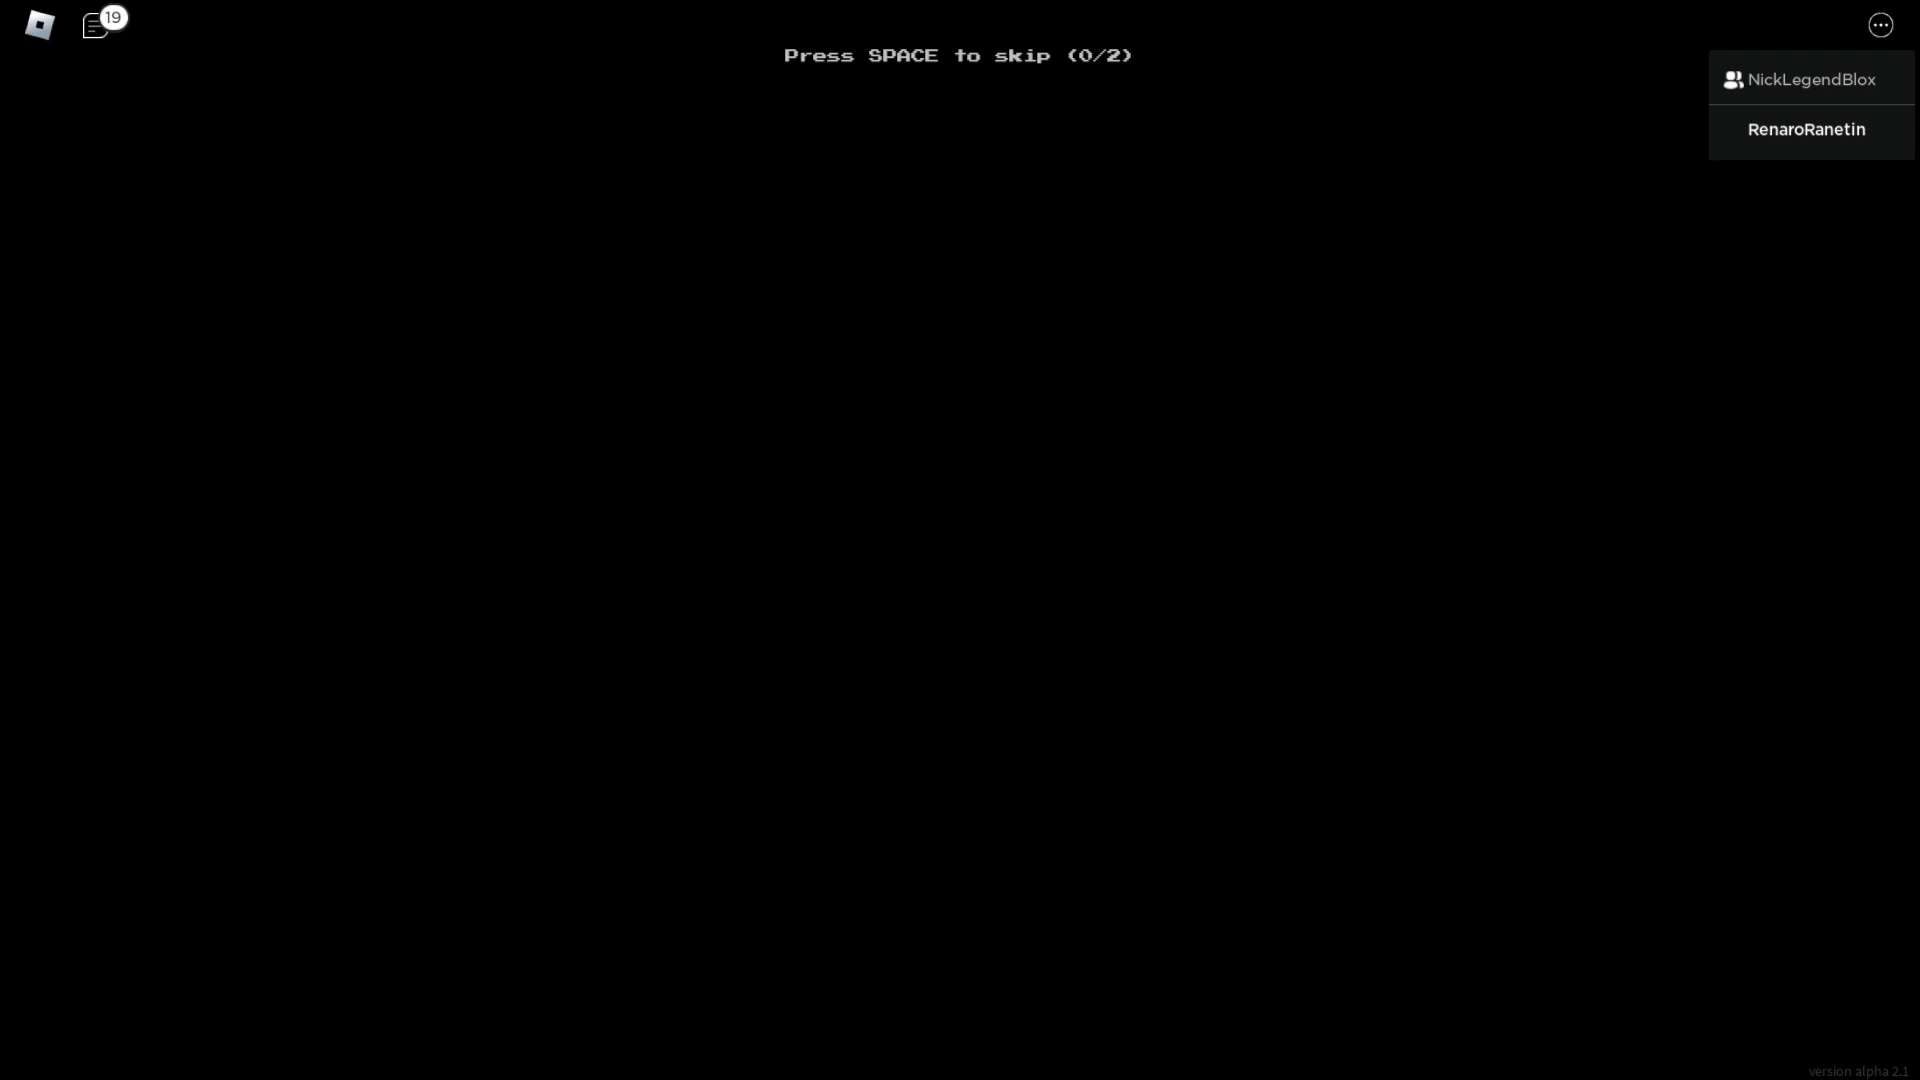 19
Press SPACE to skip (0/2)
NickLegendBlox
RenaroRanetin
version alpha 2.1